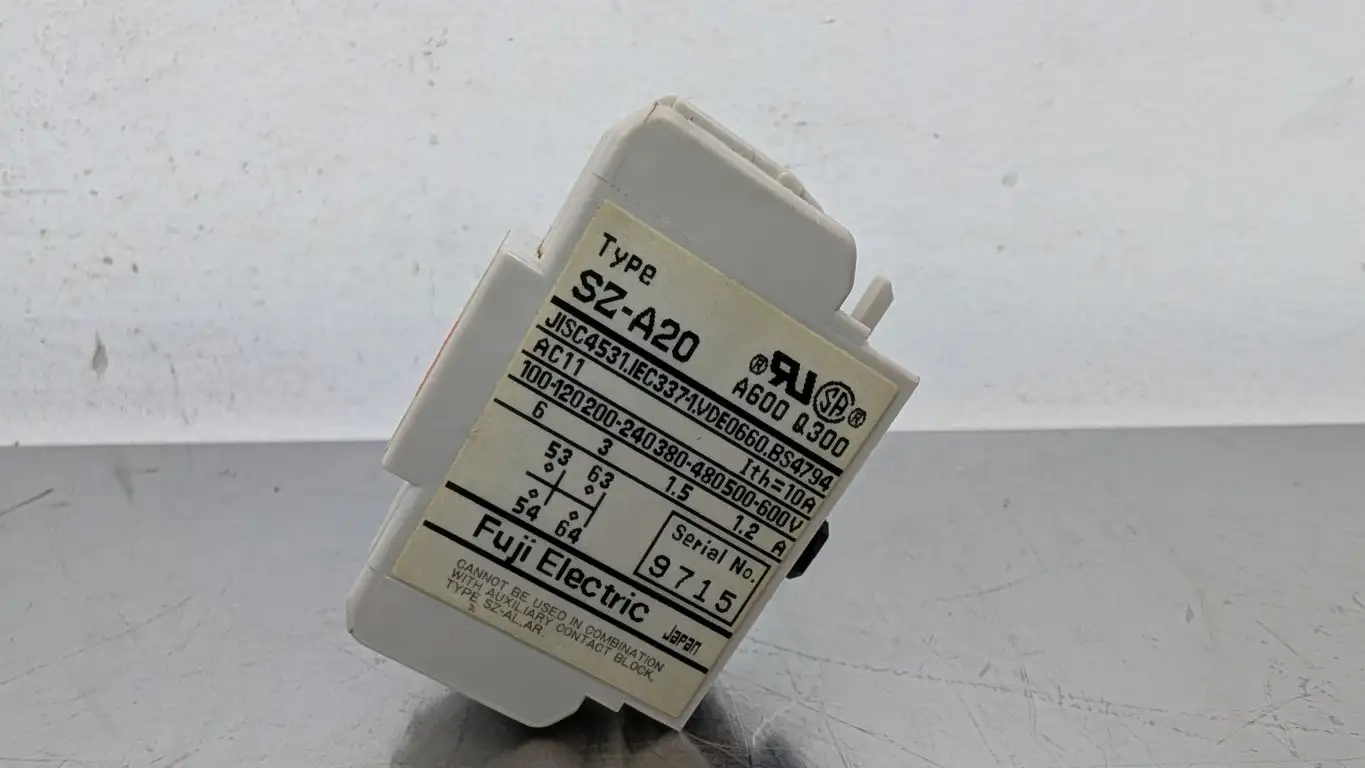 Type
SZ-A20
® RU SA ®
A600 Q300
JISC4531.IEC337-1.VDE0660.BS4794
AC11 Ith=10A
100-120 200-240 380-480 500-600V
6 3 1.5 1.2 A
53 63
54 64
Serial No.
9715
Fuji Electric Japan
CANNOT BE USED IN COMBINATION
WITH AUXILIARY CONTACT BLOCK,
TYPE SZ-AL,AR.